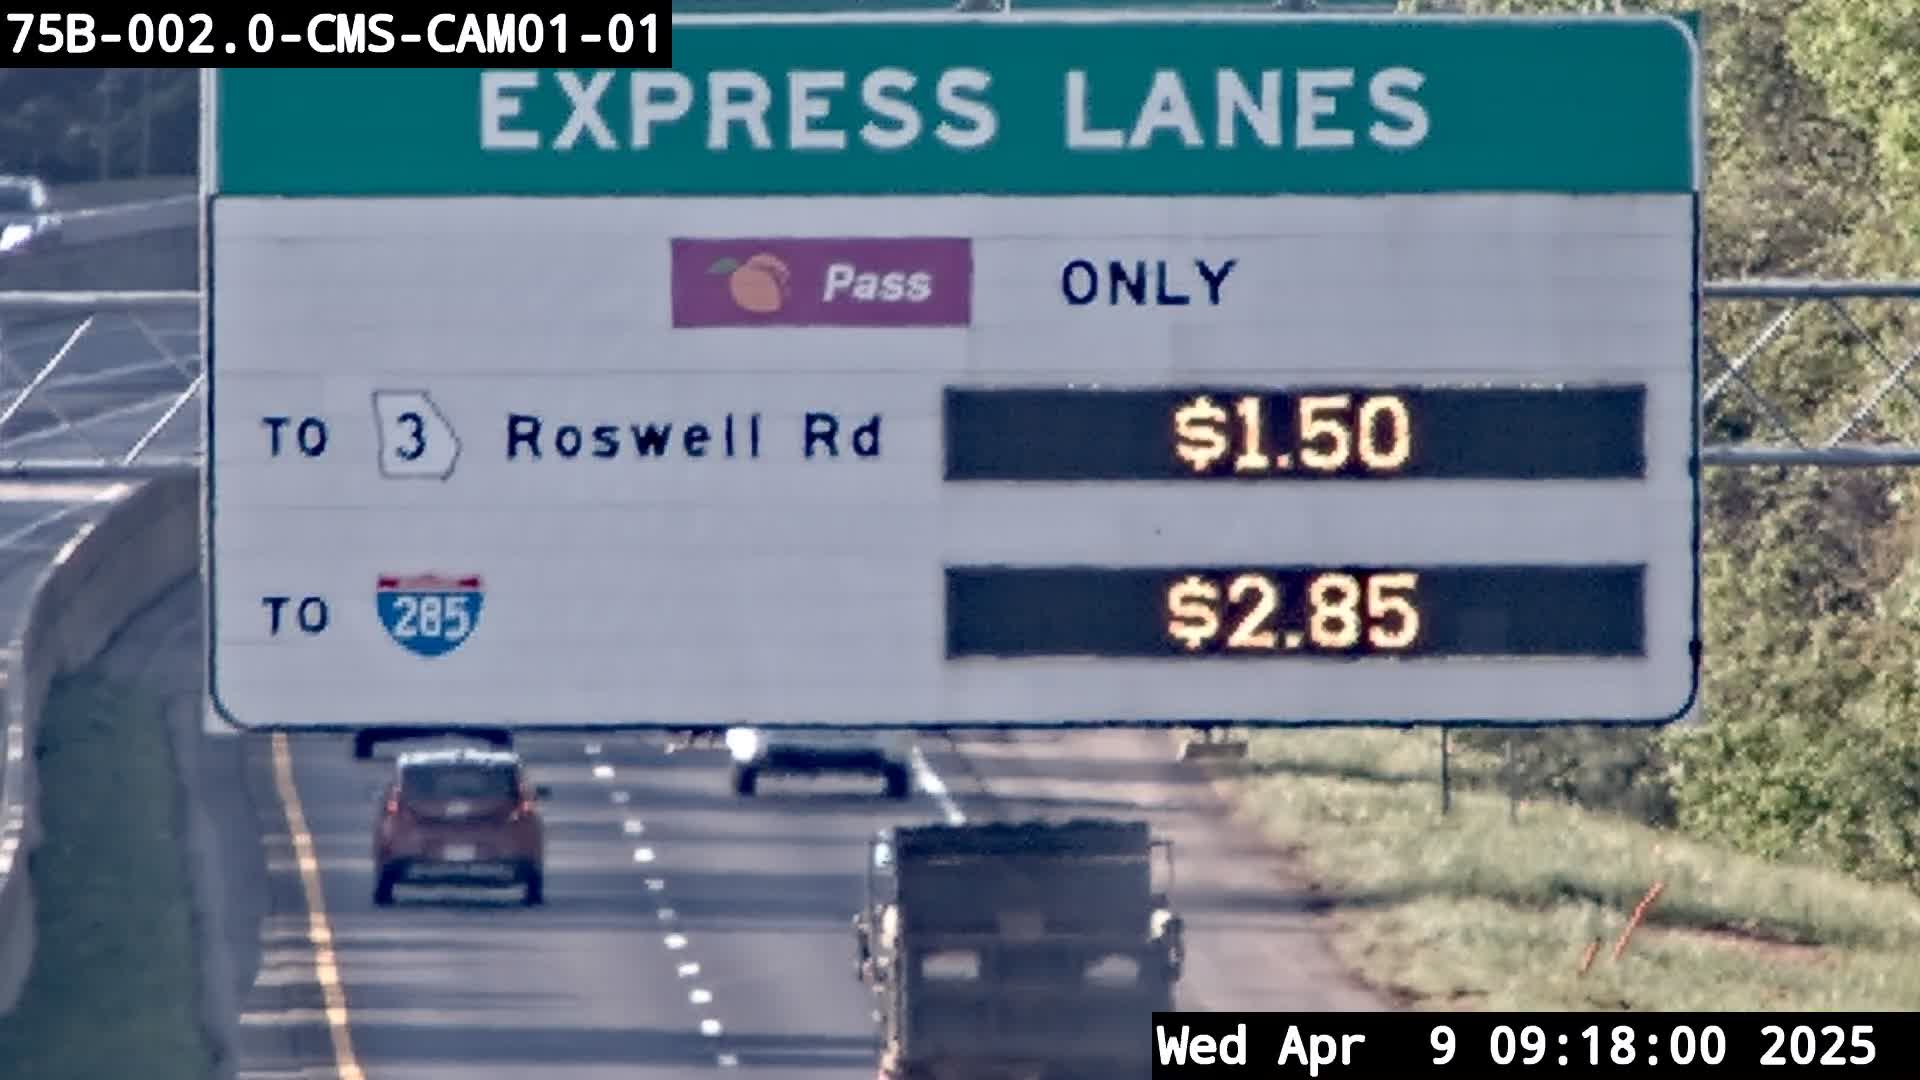 75B-002.0-CMS-CAM01-01
EXPRESS LANES
Pass ONLY
TO 3 Roswell Rd $1.50
TO 285 $2.85
Wed Apr 9 09:18:00 2025